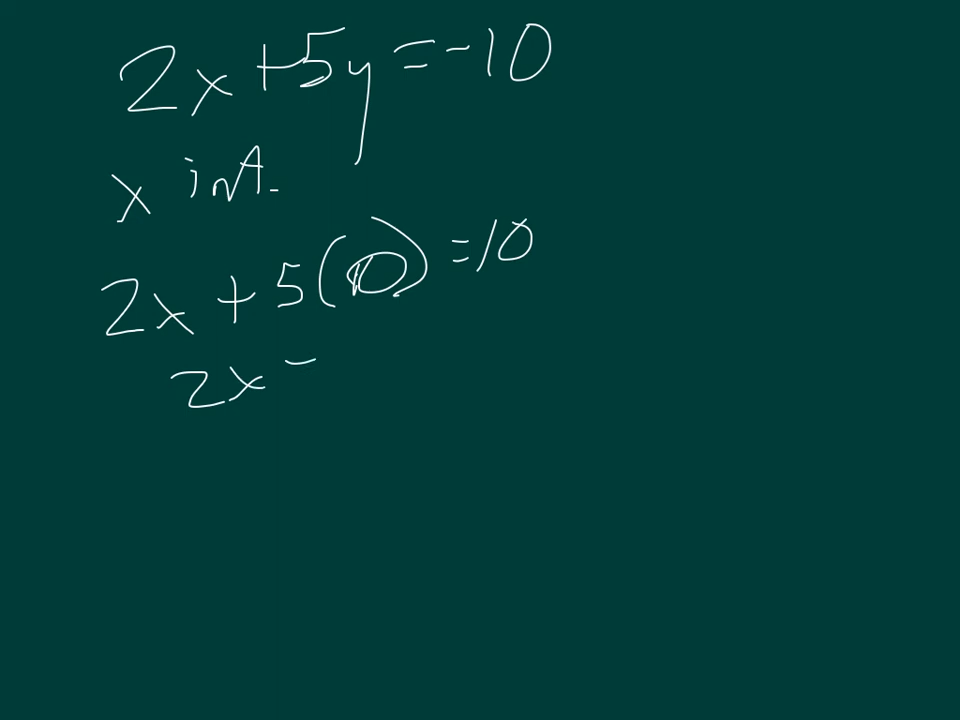 2x + 5y = -10
x int.
2x + 5(0) = 10
2x -